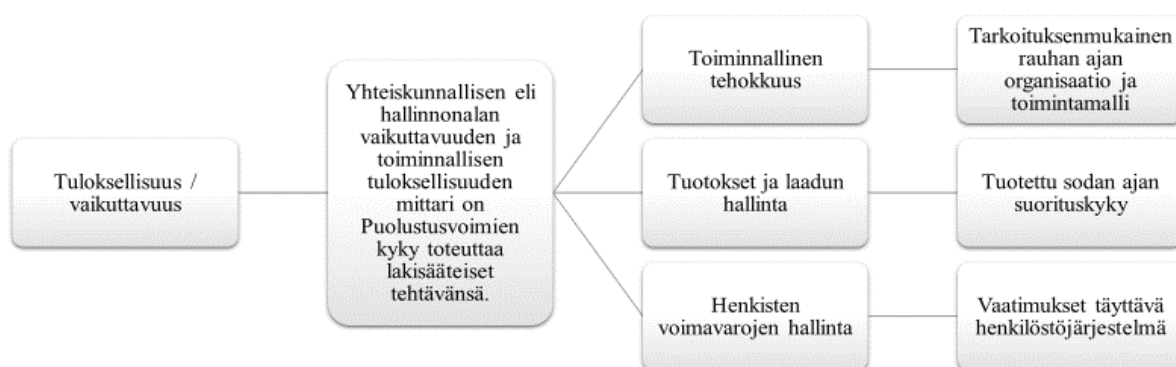 Tuloksellisuus /
vaikuttavuus
Yhteiskunnallisen eli
hallinnonalan
vaikuttavuuden ja
toiminnallisen
tuloksellisuuden
mittari on
Puolustusvoimien
kyky toteuttaa
lakisääteiset
tehtävänsä.
Toiminnallinen
tehokkuus
Tarkoituksenmukainen
rauhan ajan
organisaatio ja
toimintamalli
Tuotokset ja laadun
hallinta
Tuotettu sodan ajan
suorituskyky
Henkisten
voimavarojen hallinta
Vaatimukset täyttävä
henkilöstöjärjestelmä